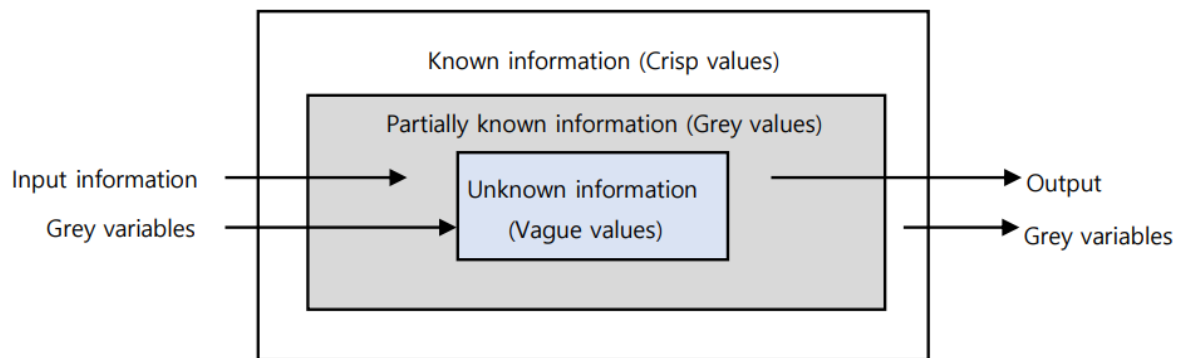 Known information (Crisp values)
Partially known information (Grey values)
Input information
Unknown information
Output
Grey variables
(Vague values)
Grey variables